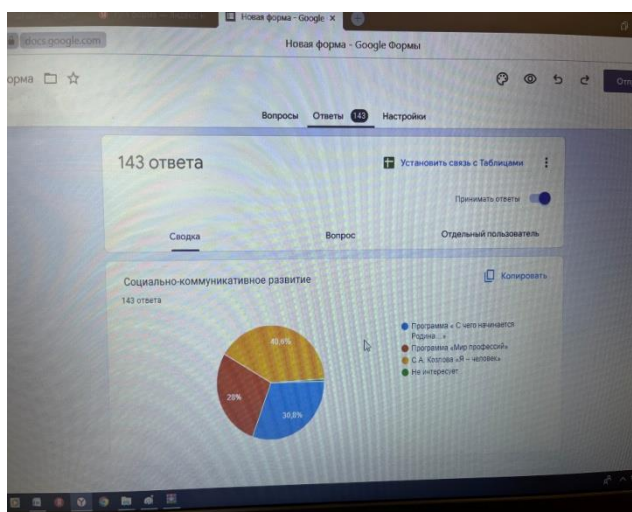 Новая форма - Google
docs.google.com
Новая форма - Google Формы
орма
Отп
Вопросы Ответы 143 Настройки
143 ответа
Установить связь с Таблицами
Принимать ответы
Сводка Вопрос Отдельный пользователь
Социально-коммуникативное развитие
Копировать
143 ответа
40,6%
28%
30,8%
Программа « С чего начинается
Родина...»
Программа «Мир профессий»
С.А. Козлова «Я – человек»
Не интересует